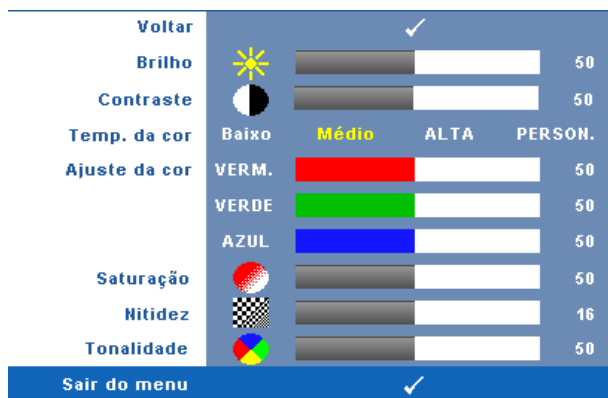 Voltar
Brilho 50
Contraste 50
Temp. da cor Baixo Médio ALTA PERSON.
Ajuste da cor VERM. 50
VERDE 50
AZUL 50
Saturação 50
Nitidez 16
Tonalidade 50
Sair do menu